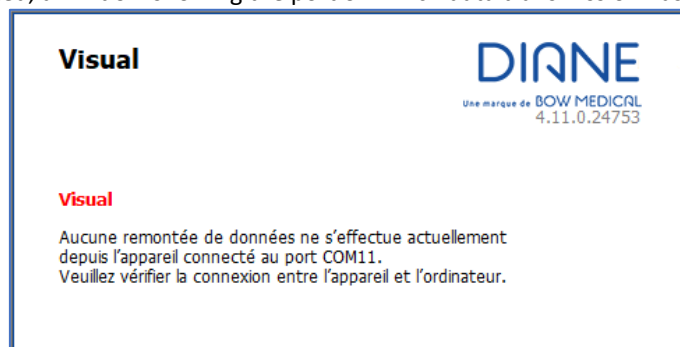 Visual
DIANE
Une marque de BOW MEDICAL
4.11.0.24753
Visual
Aucune remontée de données ne s’effectue actuellement
depuis l’appareil connecté au port COM11.
Veuillez vérifier la connexion entre l’appareil et l’ordinateur.